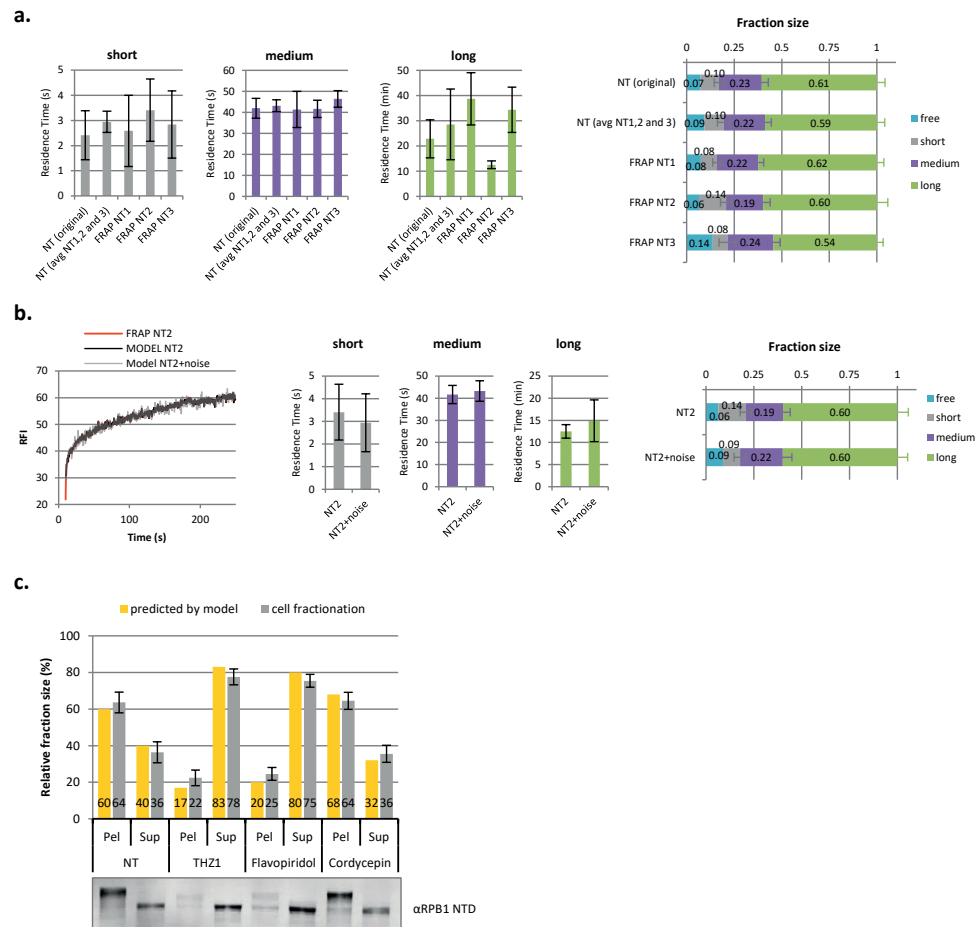 a.
short
Residence Time (s)
5
4
3
2
1
0
NT (original)
NT (avg NT1,2 and 3)
FRAP NT1
FRAP NT2
FRAP NT3
medium
Residence Time (s)
60
50
40
30
20
10
0
NT (original)
NT (avg NT1,2 and 3)
FRAP NT1
FRAP NT2
FRAP NT3
long
Residence Time (min)
50
40
30
20
10
0
NT (original)
NT (avg NT1,2 and 3)
FRAP NT1
FRAP NT2
FRAP NT3
Fraction size
0 0.25 0.5 0.75 1
NT (original) 0.07 0.10 0.23 0.61
NT (avg NT1,2 and 3) 0.09 0.10 0.22 0.59
FRAP NT1 0.08 0.08 0.22 0.62
FRAP NT2 0.06 0.14 0.19 0.60
FRAP NT3 0.14 0.08 0.24 0.54
free
short
medium
long
b.
FRAP NT2
MODEL NT2
Model NT2+noise
RFI
70
60
50
40
30
20
0 100 200
Time (s)
short
Residence Time (s)
5
4
3
2
1
0
NT2
NT2+noise
medium
Residence Time (s)
60
50
40
30
20
10
0
NT2
NT2+noise
long
Residence Time (min)
25
20
15
10
5
0
NT2
NT2+noise
Fraction size
0 0.25 0.5 0.75 1
NT2 0.06 0.14 0.19 0.60
NT2+noise 0.09 0.09 0.22 0.60
free
short
medium
long
c.
predicted by model cell fractionation
Relative fraction size (%)
100
80
60
40
20
0
60 64 40 36 17 22 83 78 20 25 80 75 68 64 32 36
Pel Sup Pel Sup Pel Sup Pel Sup
NT THZ1 Flavopiridol Cordycepin
αRPB1 NTD